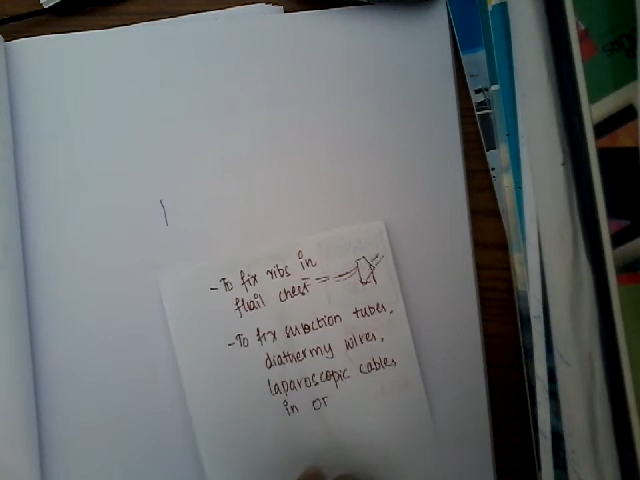 - To fix ribs in
flail chest
- To fix suction tubes,
diathermy wires,
laparoscopic cables
in OT